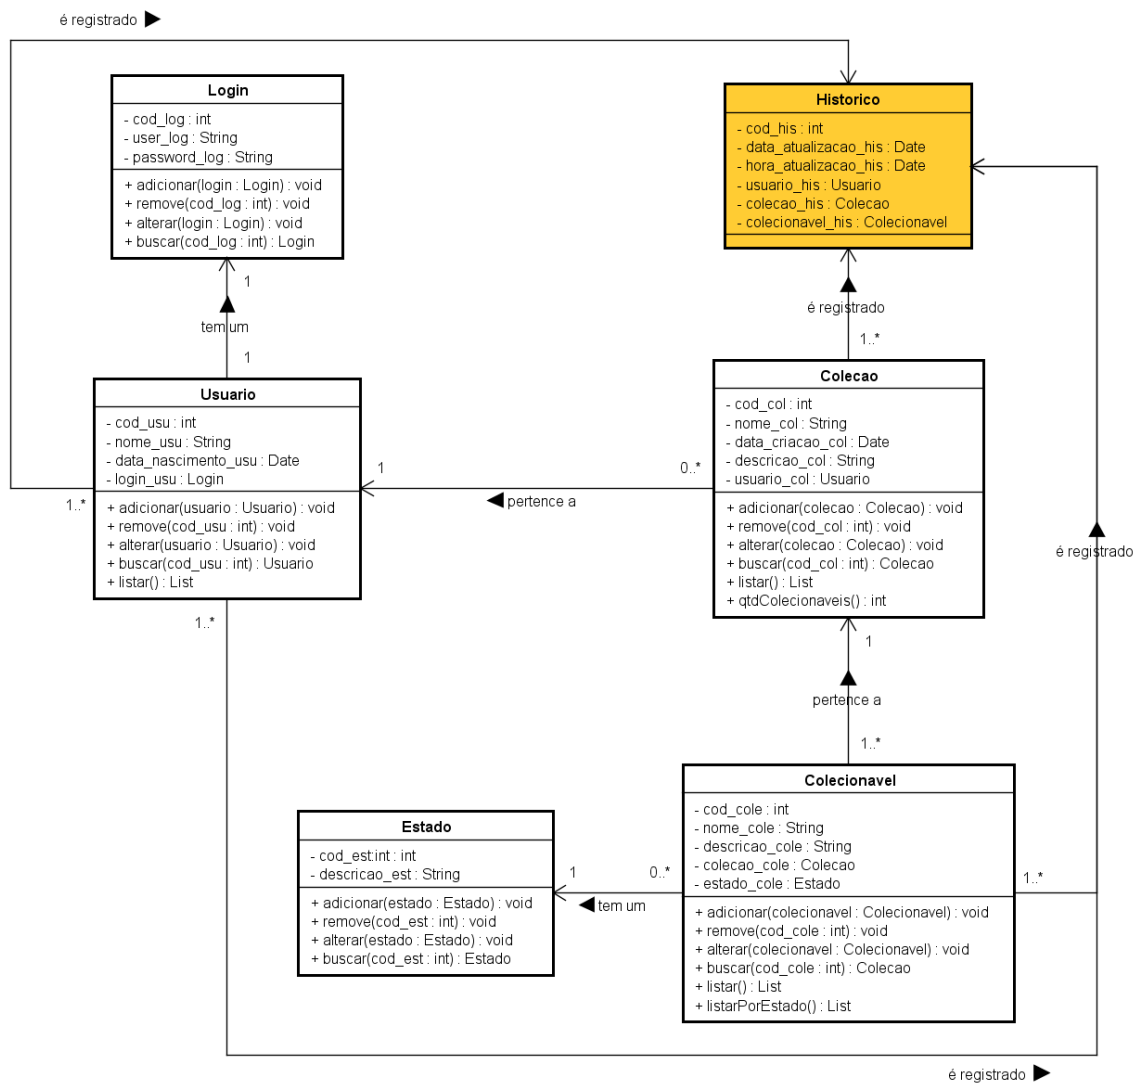 é registrado
Login
- cod_log : int
- user_log : String
- password_log : String
+ adicionar(login : Login) : void
+ remove(cod_log : int) : void
+ alterar(login : Login) : void
+ buscar(cod_log : int) : Login
Historico
- cod_his : int
- data_atualizacao_his : Date
- hora_atualizacao_his : Date
- usuario_his : Usuario
- colecao_his : Colecao
- colecionavel_his : Colecionavel
1
tem um
1
é registrado
1..*
Usuario
- cod_usu : int
- nome_usu : String
- data_nascimento_usu : Date
- login_usu : Login
+ adicionar(usuario : Usuario) : void
+ remove(cod_usu : int) : void
+ alterar(usuario : Usuario) : void
+ buscar(cod_usu : int) : Usuario
+ listar() : List
1..*
1
pertence a
0..*
Colecao
- cod_col : int
- nome_col : String
- data_criacao_col : Date
- descricao_col : String
- usuario_col : Usuario
+ adicionar(colecao : Colecao) : void
+ remove(cod_col : int) : void
+ alterar(colecao : Colecao) : void
+ buscar(cod_col : int) : Colecao
+ listar() : List
+ qtdColecionaveis() : int
é registrado
1..*
1
pertence a
1..*
Estado
- cod_est:int : int
- descricao_est : String
+ adicionar(estado : Estado) : void
+ remove(cod_est : int) : void
+ alterar(estado : Estado) : void
+ buscar(cod_est : int) : Estado
1
tem um
0..*
Colecionavel
- cod_cole : int
- nome_cole : String
- descricao_cole : String
- colecao_cole : Colecao
- estado_cole : Estado
+ adicionar(colecionavel : Colecionavel) : void
+ remove(cod_cole : int) : void
+ alterar(colecionavel : Colecionavel) : void
+ buscar(cod_cole : int) : Colecao
+ listar() : List
+ listarPorEstado() : List
1..*
é registrado